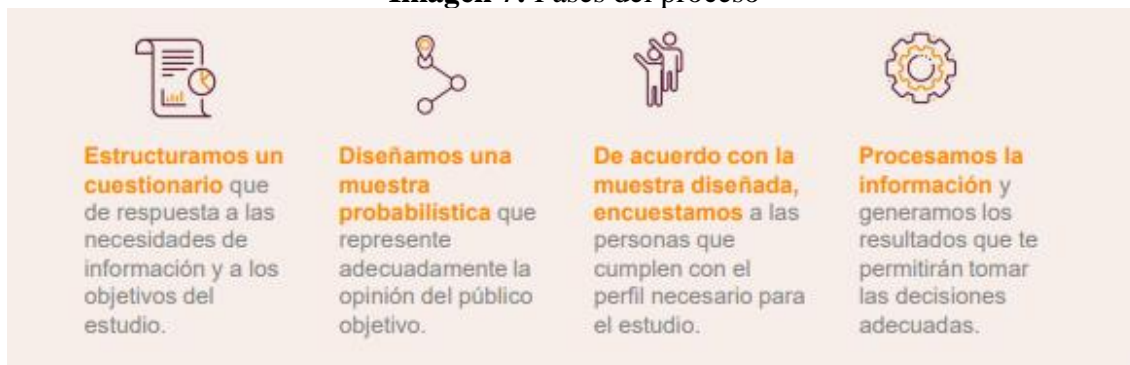 Imagen 7. Fases del proceso
Estructuramos un
cuestionario que
de respuesta a las
necesidades de
información y a los
objetivos del
estudio.
Diseñamos una
muestra
probabilística que
represente
adecuadamente la
opinión del público
objetivo.
De acuerdo con la
muestra diseñada,
encuestamos a las
personas que
cumplen con el
perfil necesario para
el estudio.
Procesamos la
información y
generamos los
resultados que te
permitirán tomar
las decisiones
adecuadas.